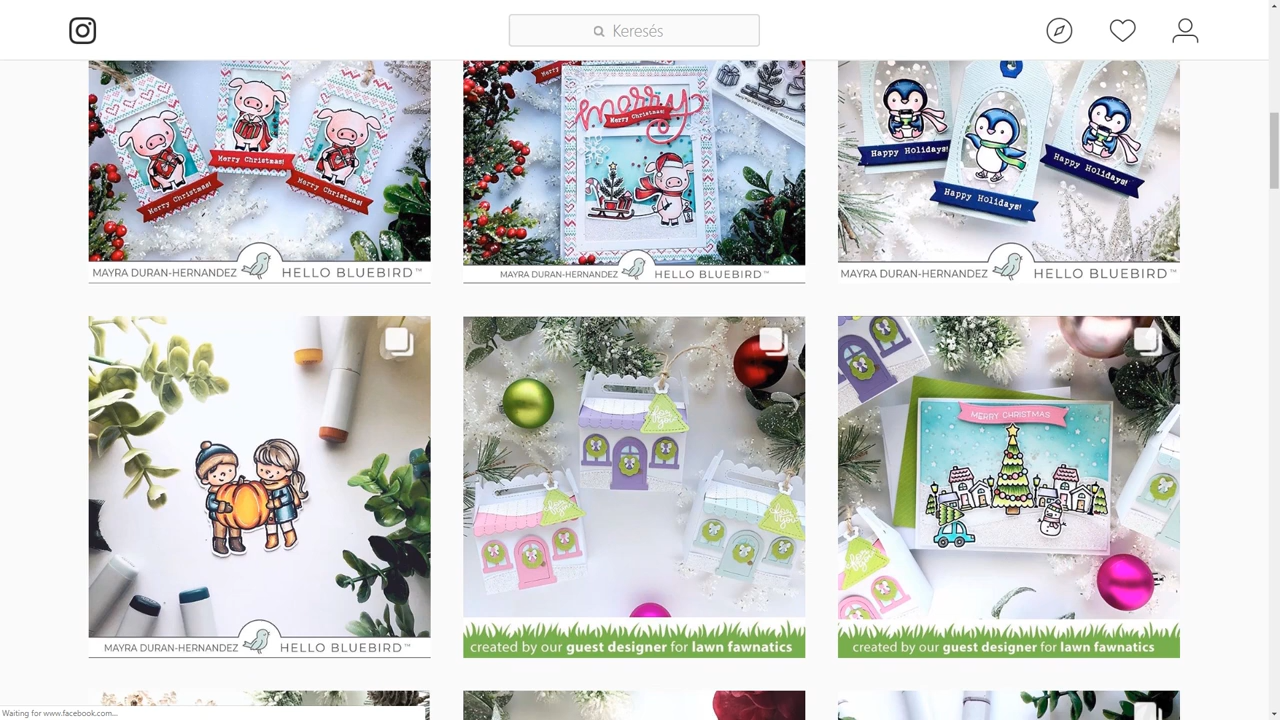 Keresés
Merry Christmas!
Merry Christmas!
Merry Christmas!
merry
Merry Christmas!
Happy Holidays!
Happy Holidays!
Happy Holidays!
MAYRA DURAN-HERNANDEZ HELLO BLUEBIRD™
MAYRA DURAN-HERNANDEZ HELLO BLUEBIRD™
MAYRA DURAN-HERNANDEZ HELLO BLUEBIRD™
MERRY CHRISTMAS
MAYRA DURAN-HERNANDEZ HELLO BLUEBIRD™
created by our guest designer for lawn fawnatics
created by our guest designer for lawn fawnatics
Waiting for www.facebook.com...